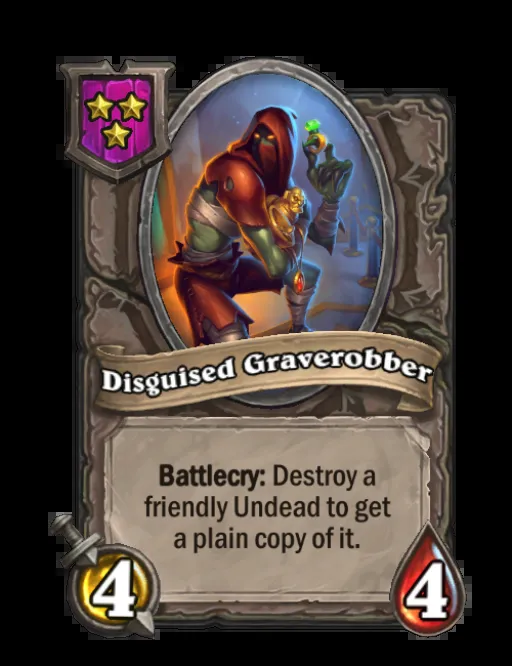 Disguised Graverobber
Battlecry: Destroy a
friendly Undead to get
a plain copy of it.
4
4